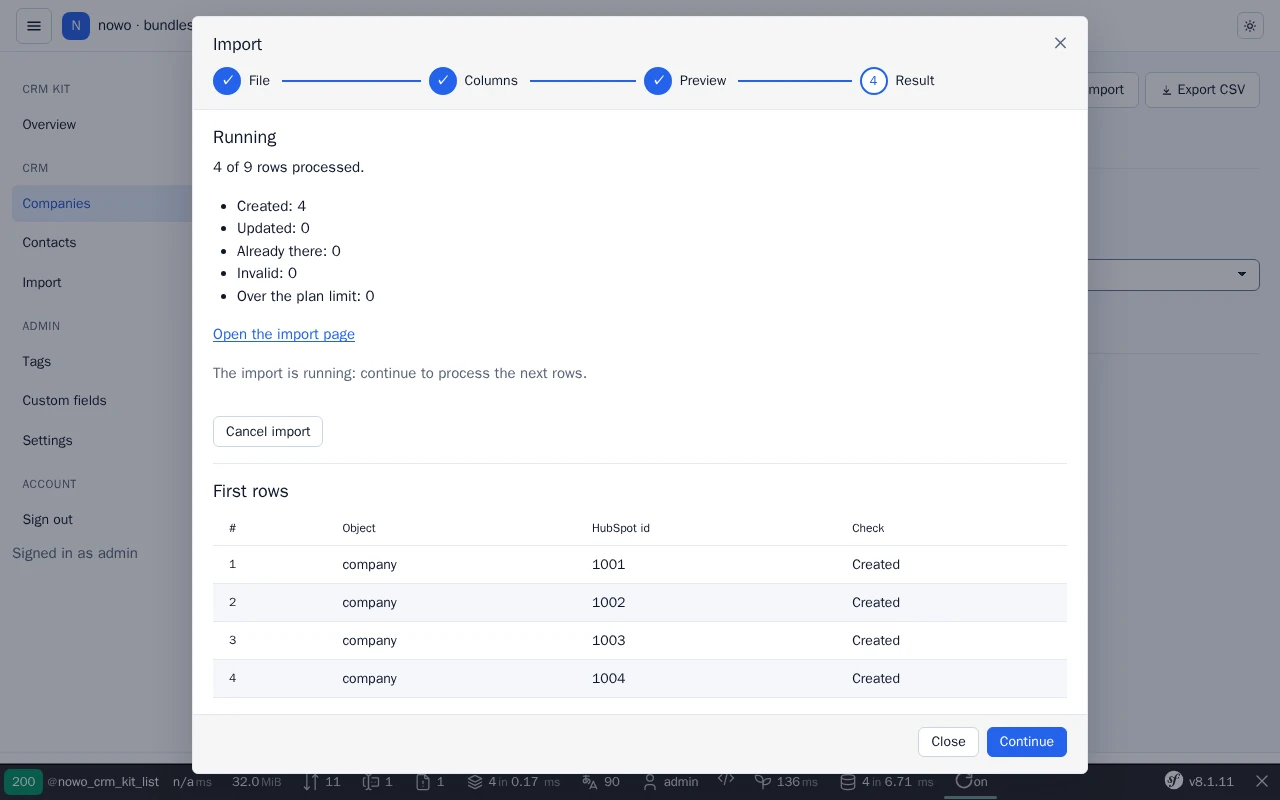 N nowo · bundles
Import
File
Columns
Preview
4 Result
mport
Export CSV
CRM KIT
Overview
CRM
Companies
Contacts
Import
ADMIN
Tags
Custom fields
Settings
ACCOUNT
Sign out
Signed in as admin
Running
4 of 9 rows processed.
Created: 4
Updated: 0
Already there: 0
Invalid: 0
Over the plan limit: 0
Open the import page
The import is running: continue to process the next rows.
Cancel import
First rows
# Object HubSpot id Check
1 company 1001 Created
2 company 1002 Created
3 company 1003 Created
4 company 1004 Created
Close Continue
200 @nowo_crm_kit_list n/a ms 32.0 MiB 11 1 1 4 in 0.17 ms 90 admin 136 ms 4 in 6.71 ms on sf v8.1.11